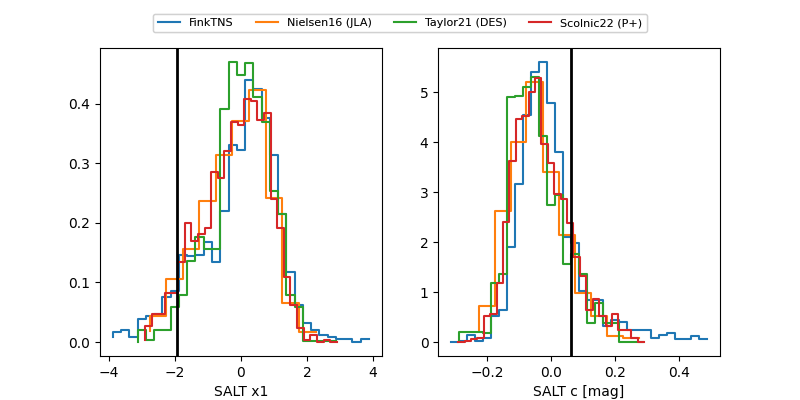 FinkTNS Nielsen16 (JLA) Taylor21 (DES) Scolnic22 (P+)
0.4
0.3
0.2
0.1
0.0
−4 −2 0 2 4
SALT x1
5
4
3
2
1
0
−0.2 0.0 0.2 0.4
SALT c [mag]